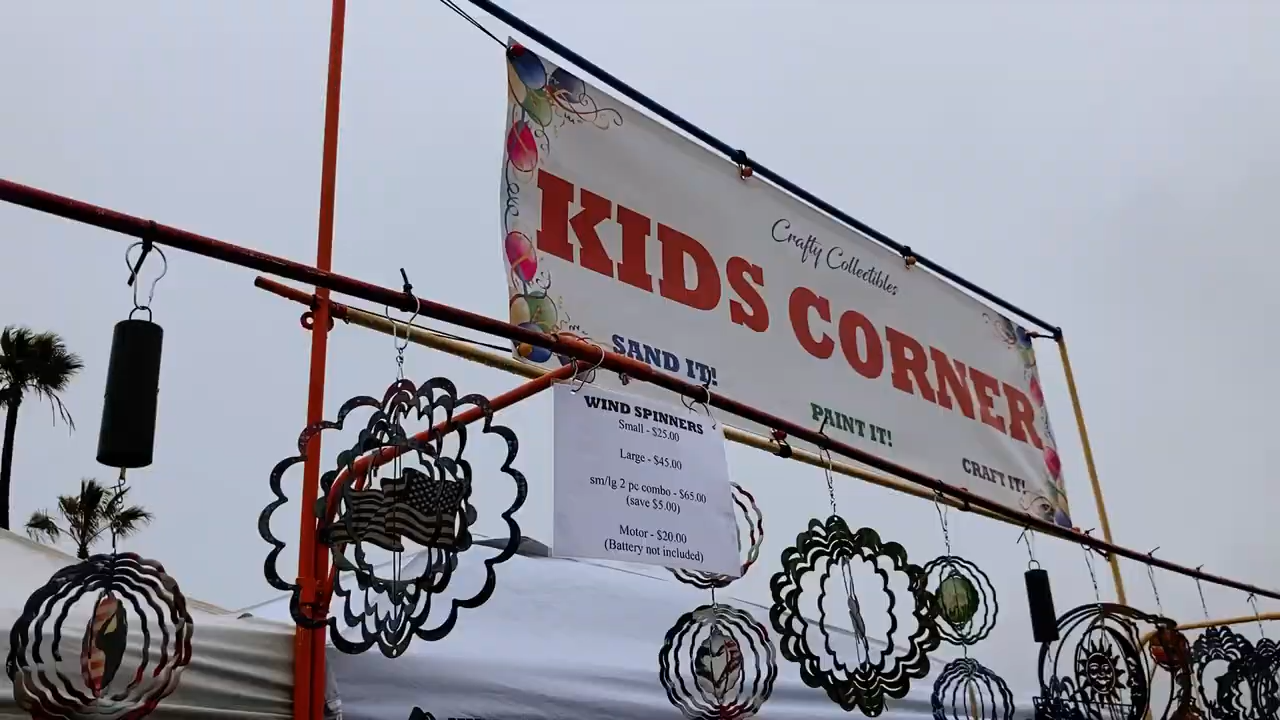 Crafty Collectibles
KIDS CORNER
SAND IT!
PAINT IT!
CRAFT IT!
WIND SPINNERS
Small - $25.00
Large - $45.00
sm/lg 2 pc combo - $65.00
(save $5.00)
Motor - $20.00
(Battery not included)